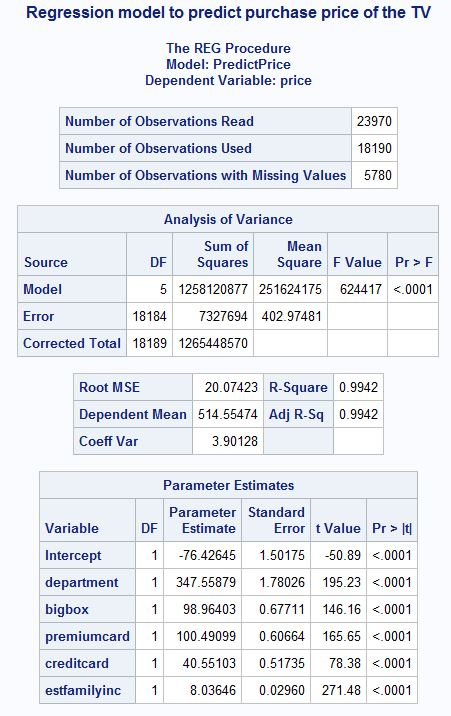 Regression model to predict purchase price of the TV
The REG Procedure
Model: PredictPrice
Dependent Variable: price
Number of Observations Read 23970
Number of Observations Used 18190
Number of Observations with Missing Values 5780
Analysis of Variance
Source DF Sum of Squares Mean Square F Value Pr > F
Model 5 1258120877 251624175 624417 <.0001
Error 18184 7327694 402.97481
Corrected Total 18189 1265448570
Root MSE 20.07423 R-Square 0.9942
Dependent Mean 514.55474 Adj R-Sq 0.9942
Coeff Var 3.90128
Parameter Estimates
Variable DF Parameter Estimate Standard Error t Value Pr > |t|
Intercept 1 -76.42645 1.50175 -50.89 <.0001
department 1 347.55879 1.78026 195.23 <.0001
bigbox 1 98.96403 0.67711 146.16 <.0001
premiumcard 1 100.49099 0.60664 165.65 <.0001
creditcard 1 40.55103 0.51735 78.38 <.0001
estfamilyinc 1 8.03646 0.02960 271.48 <.0001